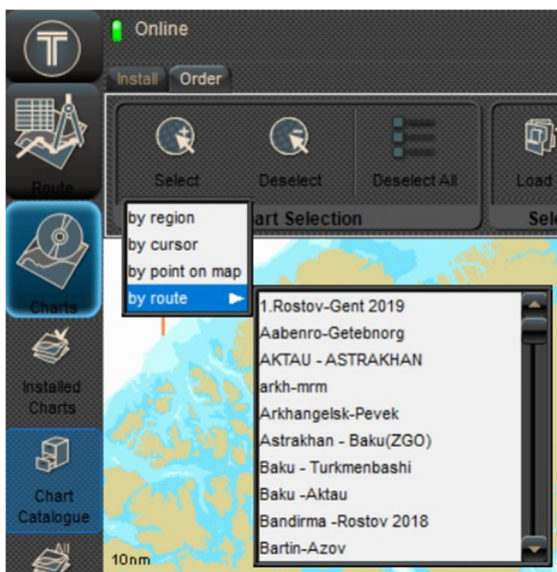 T
Online
Install
Order
Route
Select
Deselect
Deselect All
Load
art Selection
Sel
by region
by cursor
by point on map
by route
Charts
1.Rostov-Gent 2019
Aabenro-Getebnorg
AKTAU - ASTRAKHAN
arkh-mrm
Arkhangelsk-Pevek
Astrakhan - Baku(ZGO)
Baku - Turkmenbashi
Baku -Aktau
Bandirma -Rostov 2018
Bartin-Azov
Installed
Charts
Chart
Catalogue
All
10nm